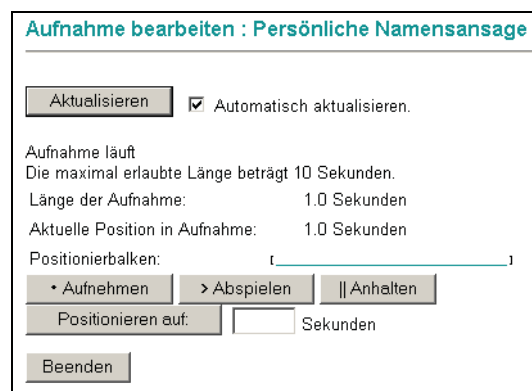 Aufnahme bearbeiten : Persönliche Namensansage
Aktualisieren Automatisch aktualisieren.
Aufnahme läuft
Die maximal erlaubte Länge beträgt 10 Sekunden.
Länge der Aufnahme: 1.0 Sekunden
Aktuelle Position in Aufnahme: 1.0 Sekunden
Positionierbalken:
• Aufnehmen > Abspielen || Anhalten
Positionieren auf: Sekunden
Beenden